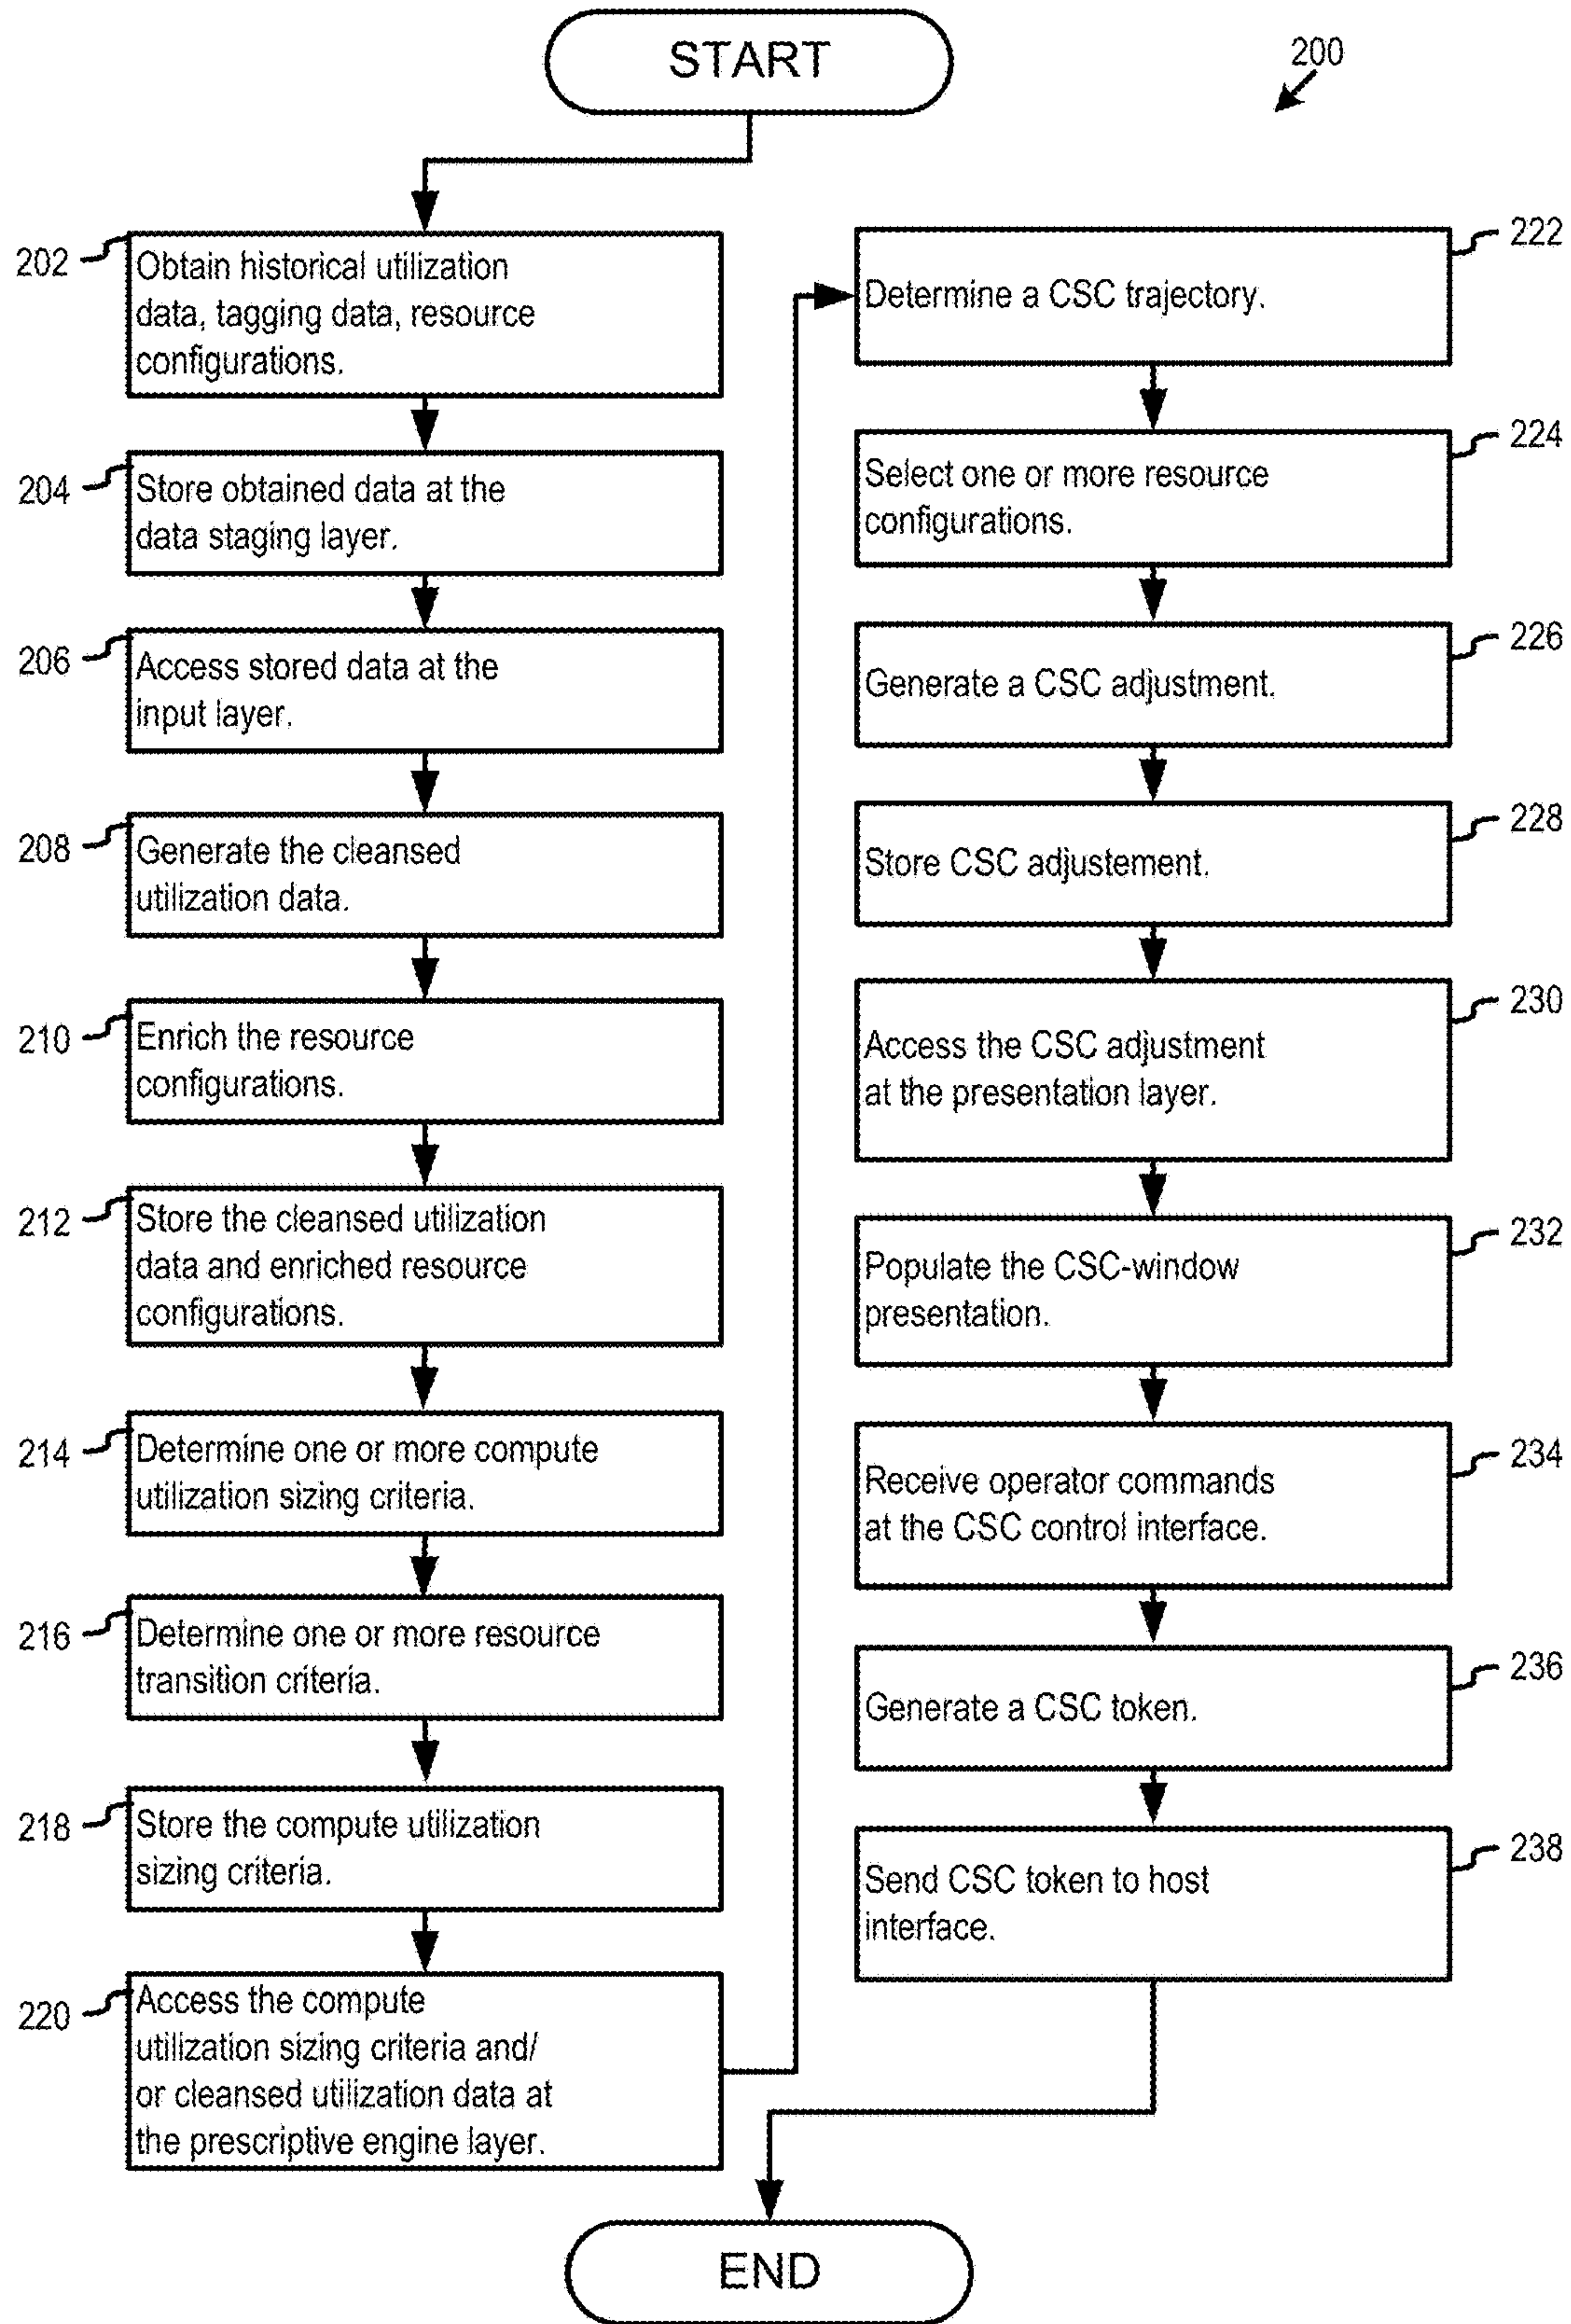 START
200
202
Obtain historical utilization
data, tagging data, resource
configurations.
204
Store obtained data at the
data staging layer.
206
Access stored data at the
input layer.
208
Generate the cleansed
utilization data.
210
Enrich the resource
configurations.
212
Store the cleansed utilization
data and enriched resource
configurations.
214
Determine one or more compute
utilization sizing criteria.
216
Determine one or more resource
transition criteria.
218
Store the compute utilization
sizing criteria.
220
Access the compute
utilization sizing criteria and/
or cleansed utilization data at
the prescriptive engine layer.
222
Determine a CSC trajectory.
224
Select one or more resource
configurations.
226
Generate a CSC adjustment.
228
Store CSC adjustement.
230
Access the CSC adjustment
at the presentation layer.
232
Populate the CSC-window
presentation.
234
Receive operator commands
at the CSC control interface.
236
Generate a CSC token.
238
Send CSC token to host
interface.
END